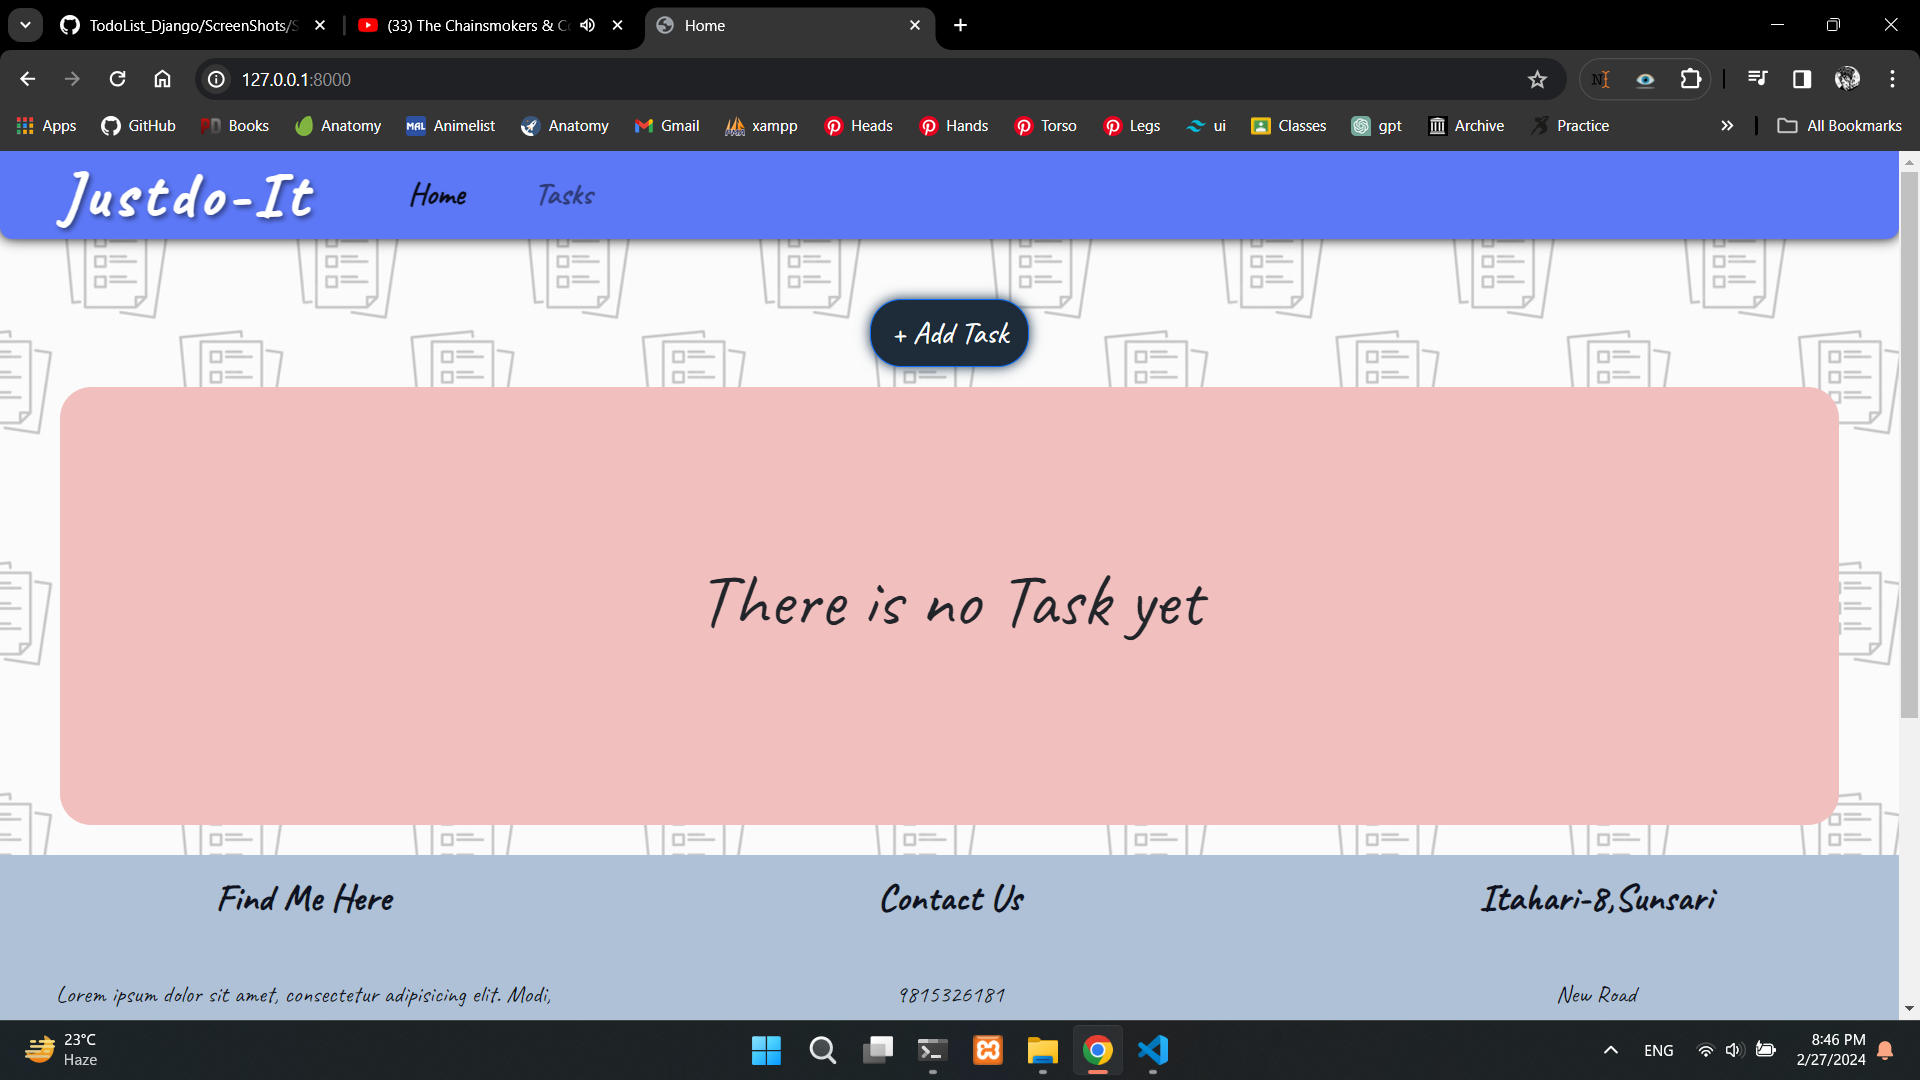 TodoList_Django/ScreenShots/S
(33) The Chainsmokers & Co
Home
127.0.0.1:8000
Apps
GitHub
Books
Anatomy
MAL Animelist
Anatomy
Gmail
xampp
Heads
Hands
Torso
Legs
ui
Classes
gpt
Archive
Practice
All Bookmarks
Justdo-It
Home
Tasks
+ Add Task
There is no Task yet
Find Me Here
Contact Us
Itahari-8,Sunsari
Lorem ipsum dolor sit amet, consectetur adipisicing elit. Modi,
9815326181
New Road
23°C
Haze
ENG
8:46 PM
2/27/2024